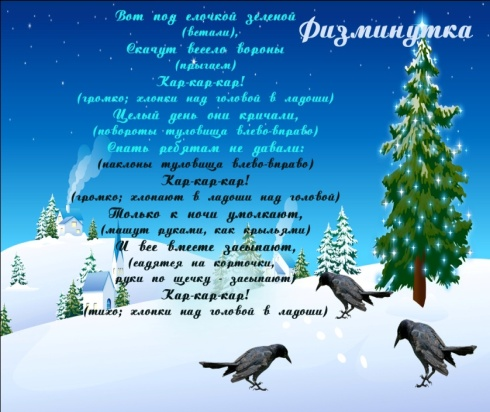 Физминутка
Вот под елочкой зеленой
(встали),
Скачут весело вороны
(прыгаем)
Кар-кар-кар!
(громко; хлопки над головой в ладоши)
Целый день они кричали,
(повороты туловища влево-вправо)
Спать ребятам не давали:
(наклоны туловища влево-вправо)
Кар-кар-кар!
(громко; хлопают в ладоши над головой)
Только к ночи умолкают,
(машут руками, как крыльями)
И все вместе засыпают,
(садятся на корточки,
руки по щечку засыпают)
Кар-кар-кар!
(тихо; хлопки над головой в ладоши)